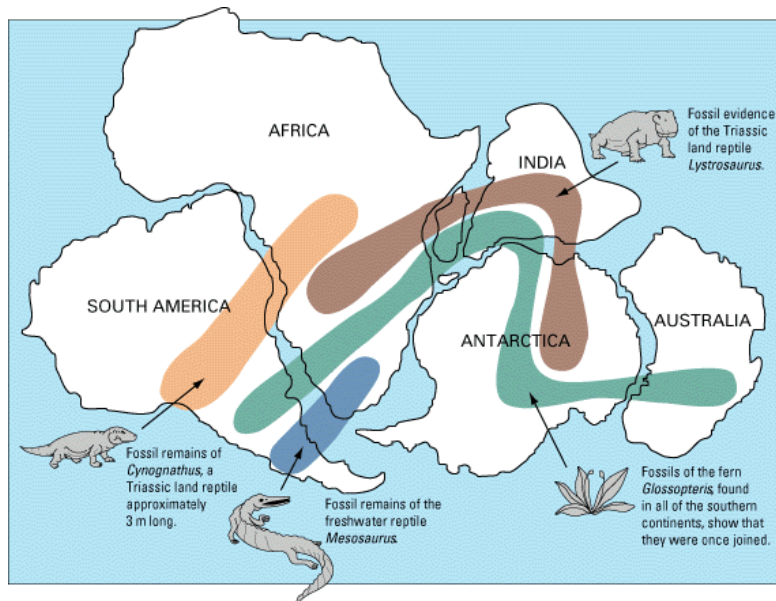 AFRICA
INDIA
Fossil evidence
of the Triassic
land reptile
Lystrosaurus.
SOUTH AMERICA
ANTARCTICA
AUSTRALIA
Fossil remains of
Cynognathus, a
Triassic land reptile
approximately
3 m long.
Fossil remains of the
freshwater reptile
Mesosaurus.
Fossils of the fern
Glossopteris, found
in all of the southern
continents, show that
they were once joined.